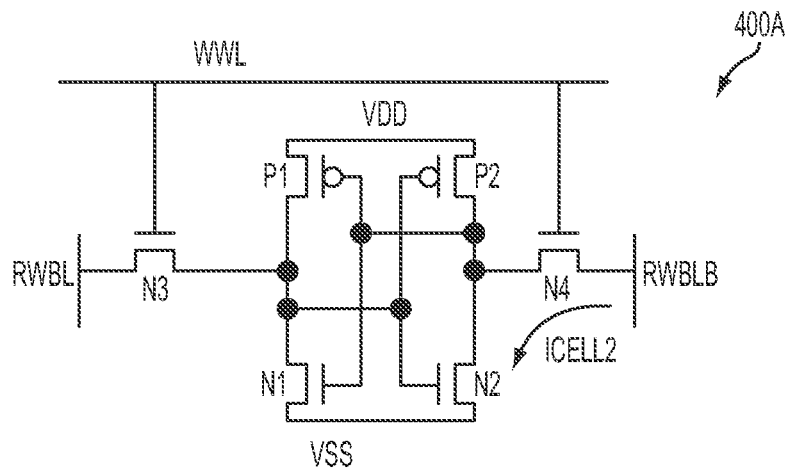 400A
WWL
VDD
P1
P2
RWBL
N3
N4
RWBLB
ICELL2
N1
N2
VSS